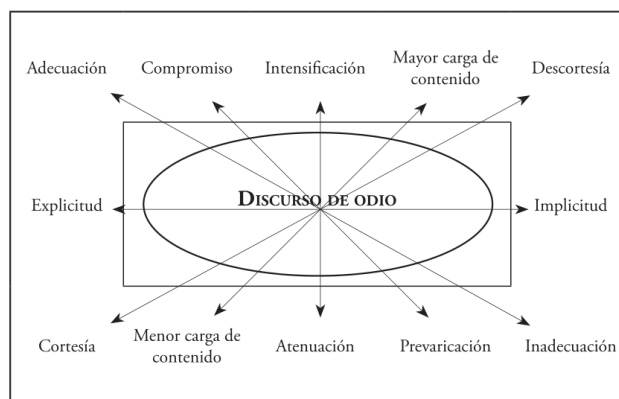 Adecuación
Compromiso
Intensificación
Mayor carga de
contenido
Descortesía
Explicitud
DISCURSO DE ODIO
Implicitud
Cortesía
Menor carga de
contenido
Atenuación
Prevaricación
Inadecuación